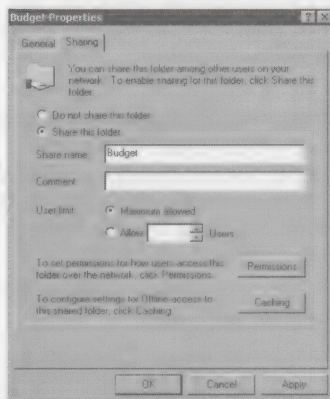 Budget Properties
General Sharing
You can share this folder among other users on your
network. To enable sharing for this folder, click Share this
folder.
Do not share this folder
Share this folder
Share name: Budget
Comment:
User limit: Maximum allowed
Allow Users
To set permissions for how users access this
folder over the network, click Permissions.
Permissions
To configure settings for Offline access to
this shared folder, click Caching.
Caching
OK Cancel Apply